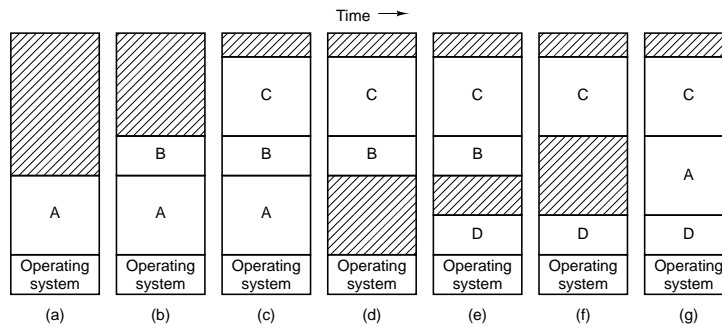 Time
C
C
C
C
C
B
B
B
B
A
A
A
A
D
D
D
Operating
system
Operating
system
Operating
system
Operating
system
Operating
system
Operating
system
Operating
system
(a)
(b)
(c)
(d)
(e)
(f)
(g)